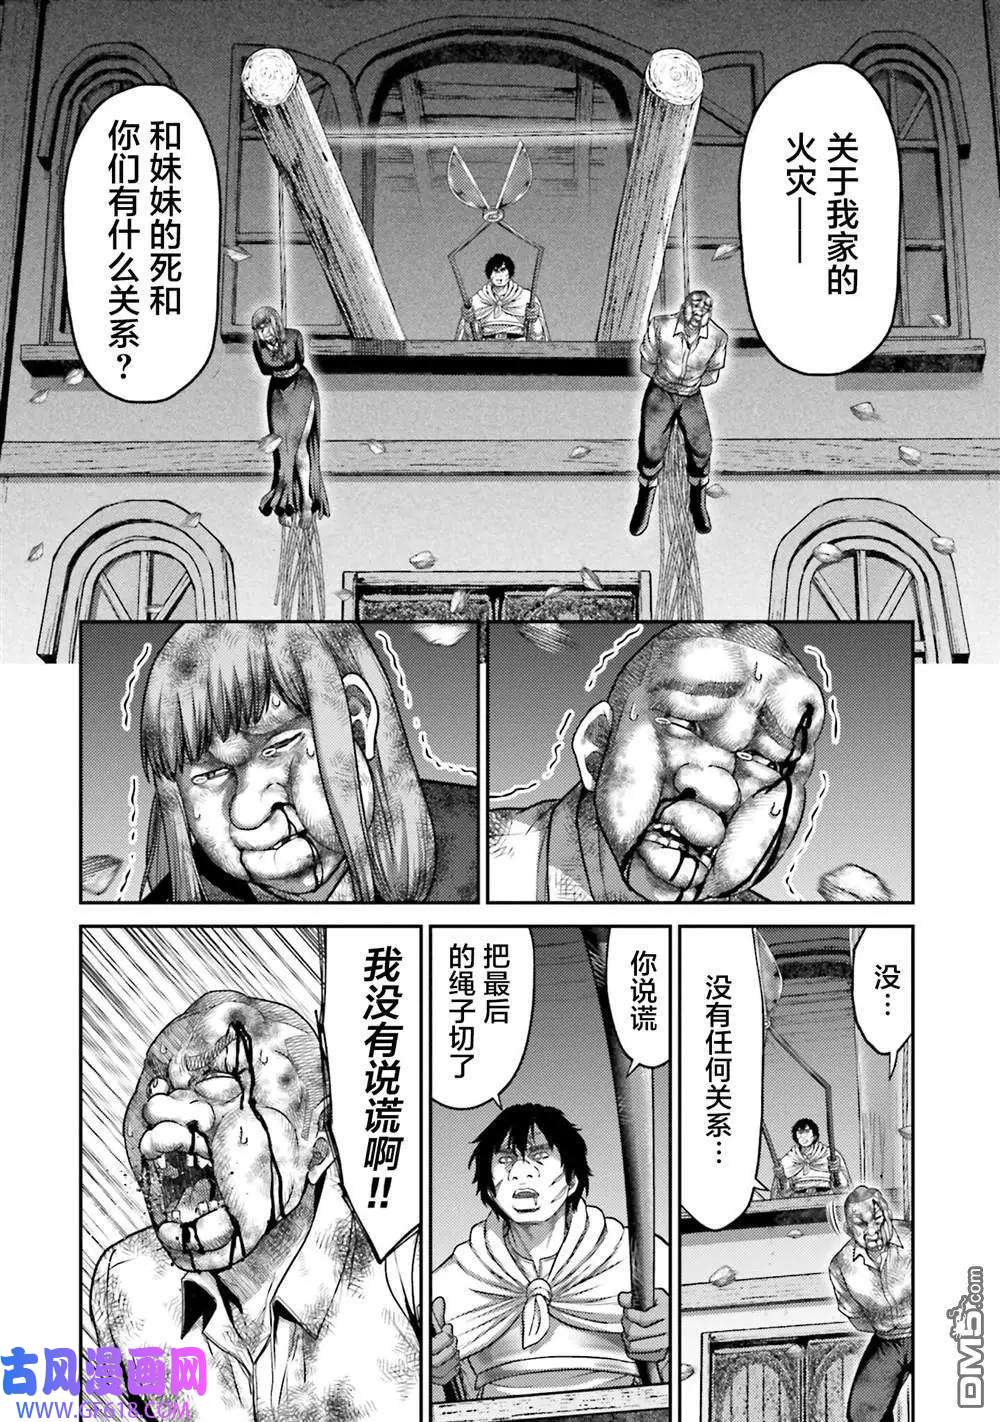 关于我家的
火灾——
和妹妹的死和
你们有什么关系？
没…
没有任何关系…
你说谎
把最后
的绳子切了
我没有说谎啊!!
古风漫画网
WWW.GF618.COM
DM5.com